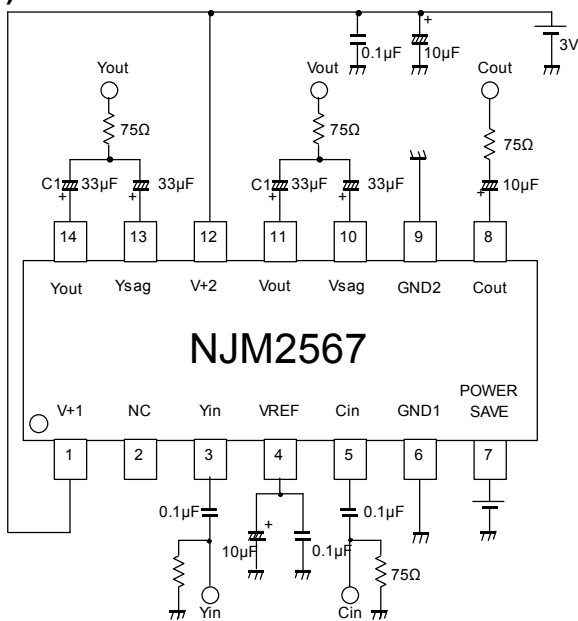 )
0.1µF
10µF
3V
Yout
Vout
Cout
75Ω
75Ω
75Ω
C1
33µF
33µF
C1
33µF
33µF
10µF
+
+
+
+
+
+
14
13
12
11
10
9
8
Yout
Ysag
V+2
Vout
Vsag
GND2
Cout
NJM2567
V+1
NC
Yin
VREF
Cin
GND1
POWER
SAVE
1
2
3
4
5
6
7
0.1µF
+
10µF
0.1µF
0.1µF
75Ω
Yin
Cin